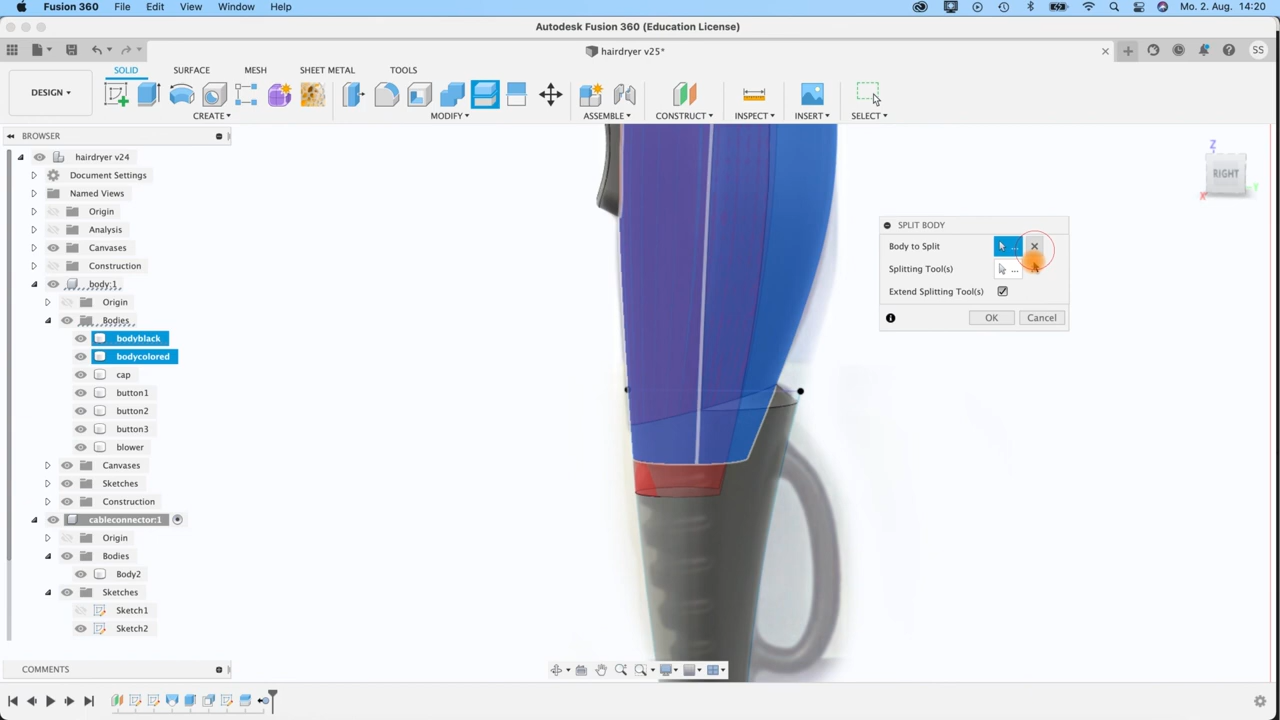 Fusion 360 File Edit View Window Help
Mo. 2. Aug. 14:20
Autodesk Fusion 360 (Education License)
hairdryer v25*
SS
SOLID SURFACE MESH SHEET METAL TOOLS
DESIGN
CREATE MODIFY ASSEMBLE CONSTRUCT INSPECT INSERT SELECT
BROWSER
hairdryer v24
Document Settings
Named Views
Origin
Analysis
Canvases
Construction
body:1
Origin
Bodies
bodyblack
bodycolored
cap
button1
button2
button3
blower
Canvases
Sketches
Construction
cableconnector:1
Origin
Bodies
Body2
Sketches
Sketch1
Sketch2
COMMENTS
Z
RIGHT
X
Y
SPLIT BODY
Body to Split ...
Splitting Tool(s) ...
Extend Splitting Tool(s)
OK Cancel